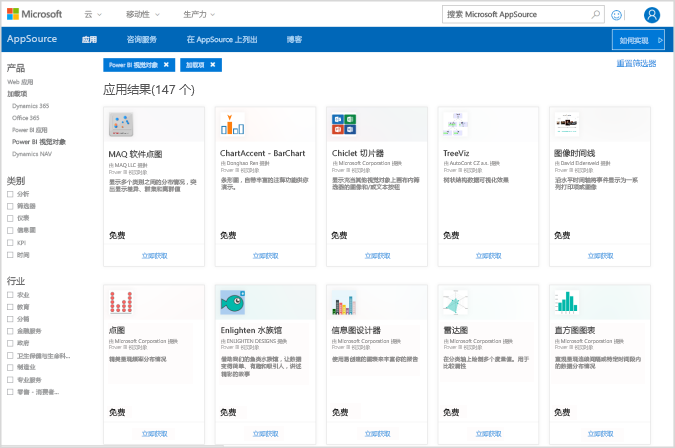 Microsoft
云
移动性
生产力
搜索 Microsoft AppSource
AppSource
应用
咨询服务
在 AppSource 上列出
博客
如何实现
产品
Web 应用
加载项
Dynamics 365
Office 365
Power BI 应用
Power BI 视觉对象
Dynamics NAV
类别
分析
筛选器
仪表
信息图
KPI
时间
行业
农业
教育
分销
金融服务
政府
卫生保健与生命科...
制造业
专业服务
零售 - 消费者...
Power BI 视觉对象 ✖
加载项 ✖
重置筛选器
应用结果(147 个)
MAQ 软件点图
由 MAQ LLC 提供
Power BI 视觉对象
显示多个类别之间的分布情况，突
出显示差异、群集和离群值
免费
立即获取
ChartAccent - BarChart
由 Donghao Ren 提供
Power BI 视觉对象
条形图，自带丰富的注释功能供你
演示。
免费
立即获取
Chiclet 切片器
由 Microsoft Corporation 提供
Power BI 视觉对象
显示充当其他视觉对象上画布内筛
选器的图像和/或文本按钮
免费
立即获取
TreeViz
由 AutoCont CZ a.s. 提供
Power BI 视觉对象
树状结构数据可视化效果
免费
立即获取
图像时间线
由 David Eldersveld 提供
Power BI 视觉对象
沿水平时间轴将事件显示为一系
列打印项或图像
免费
立即获取
点图
由 Microsoft Corporation 提供
Power BI 视觉对象
精美呈现频率分布情况
免费
立即获取
Enlighten 水族馆
由 ENLIGHTEN DESIGNS 提供
Power BI 视觉对象
借助我们的鱼类水族馆，让数据
变得简单、有趣和吸引人，讲述
精彩的故事
免费
立即获取
信息图设计器
由 Microsoft Corporation 提供
Power BI 视觉对象
使用易创建的图表来丰富你的报告
免费
立即获取
雷达图
由 Microsoft Corporation 提供
Power BI 视觉对象
在分类轴上绘制多个度量值。用于
比较属性
免费
立即获取
直方图图表
由 Microsoft Corporation 提供
Power BI 视觉对象
直观呈现连续间隔或特定时间段内
的数据分布情况
免费
立即获取